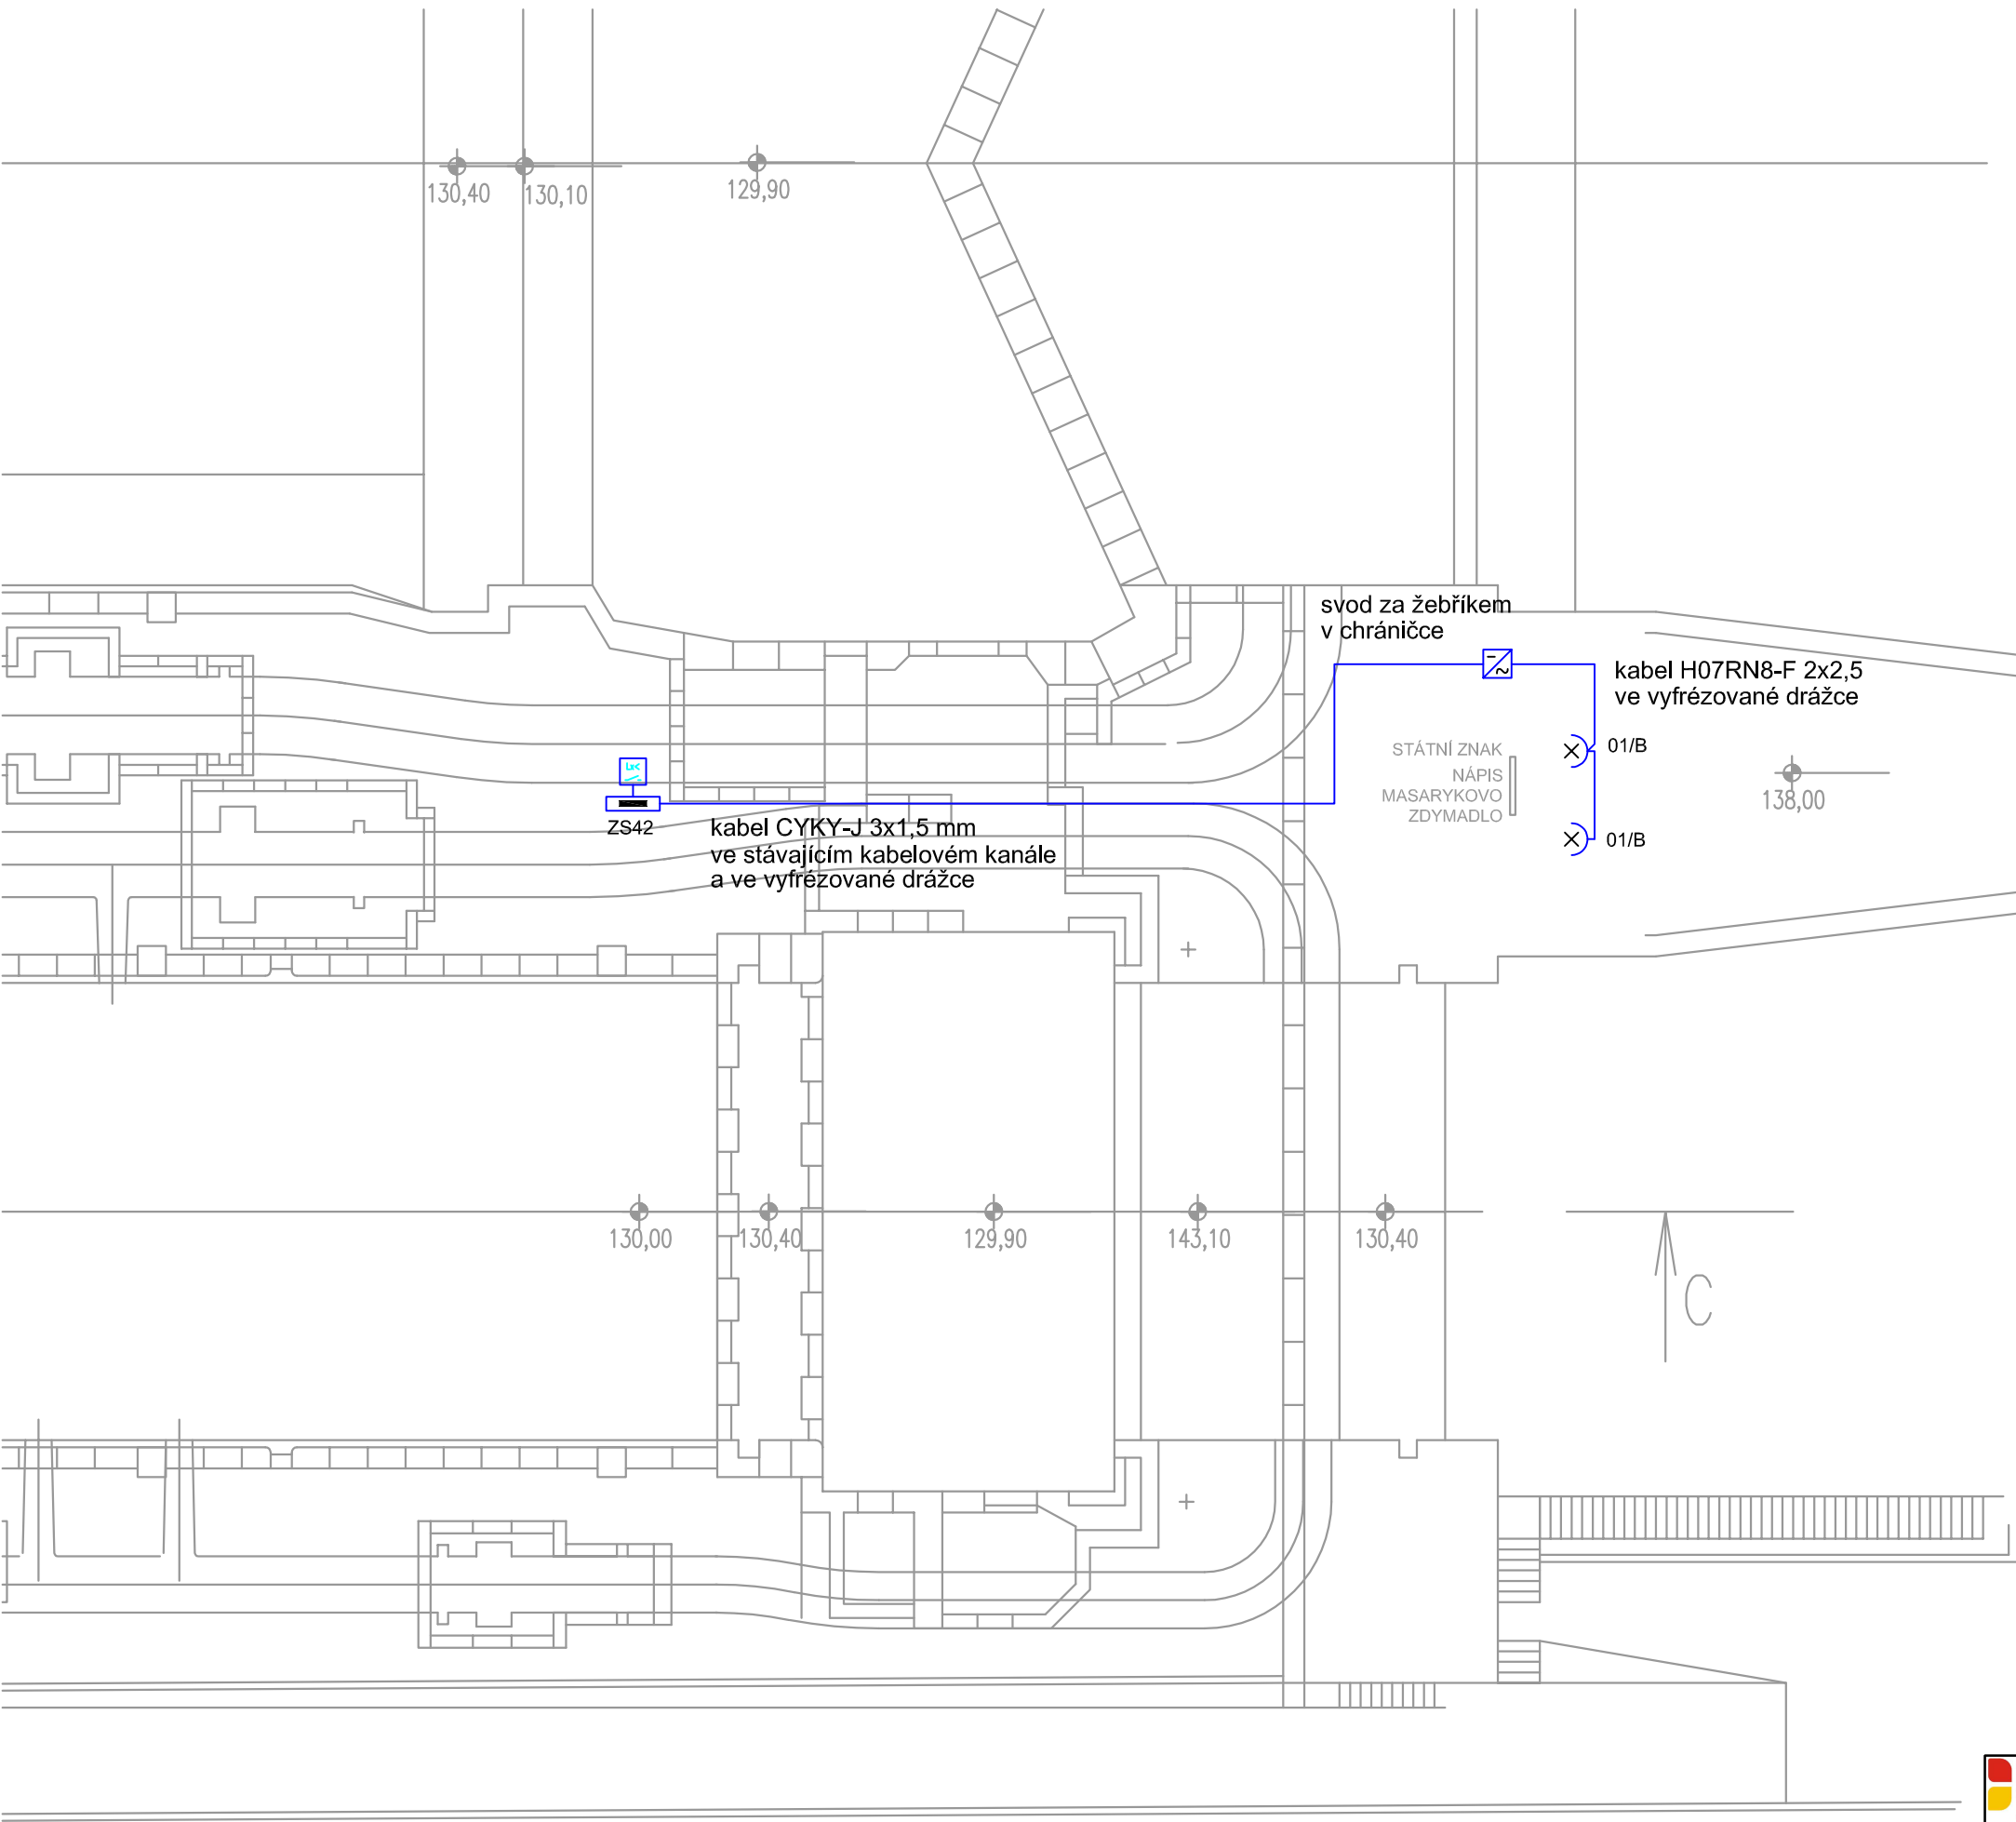 130,40
130,10
129,90
svod za žebříkem
v chráničce
kabel H07RN8-F 2x2,5
ve vyfrézované drážce
STÁTNÍ ZNAK
NÁPIS
MASARYKOVO
ZDYMADLO
01/B
01/B
138,00
ZS42
kabel CYKY-J 3x1,5 mm
ve stávajícím kabelovém kanále
a ve vyfrézované drážce
130,00
130,40
129,90
143,10
130,40
C